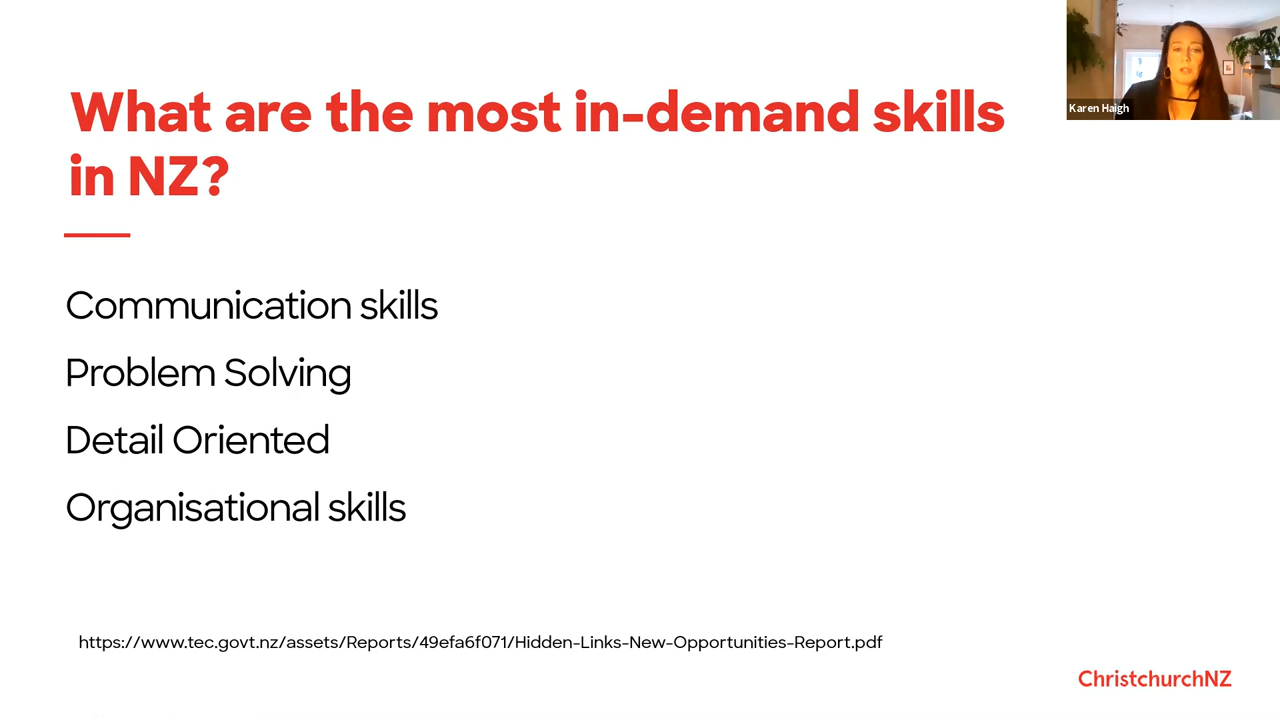 What are the most in-demand skills
in NZ?
Karen Haigh
Communication skills
Problem Solving
Detail Oriented
Organisational skills
https://www.tec.govt.nz/assets/Reports/49efa6f071/Hidden-Links-New-Opportunities-Report.pdf
ChristchurchNZ